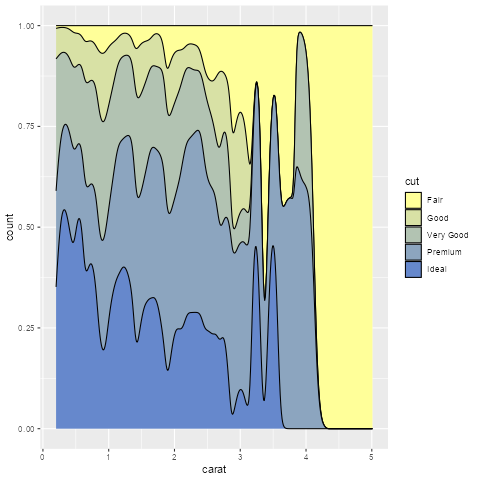 1.00
0.75
0.50
0.25
0.00
count
0
1
2
3
4
5
carat
cut
Fair
Good
Very Good
Premium
Ideal